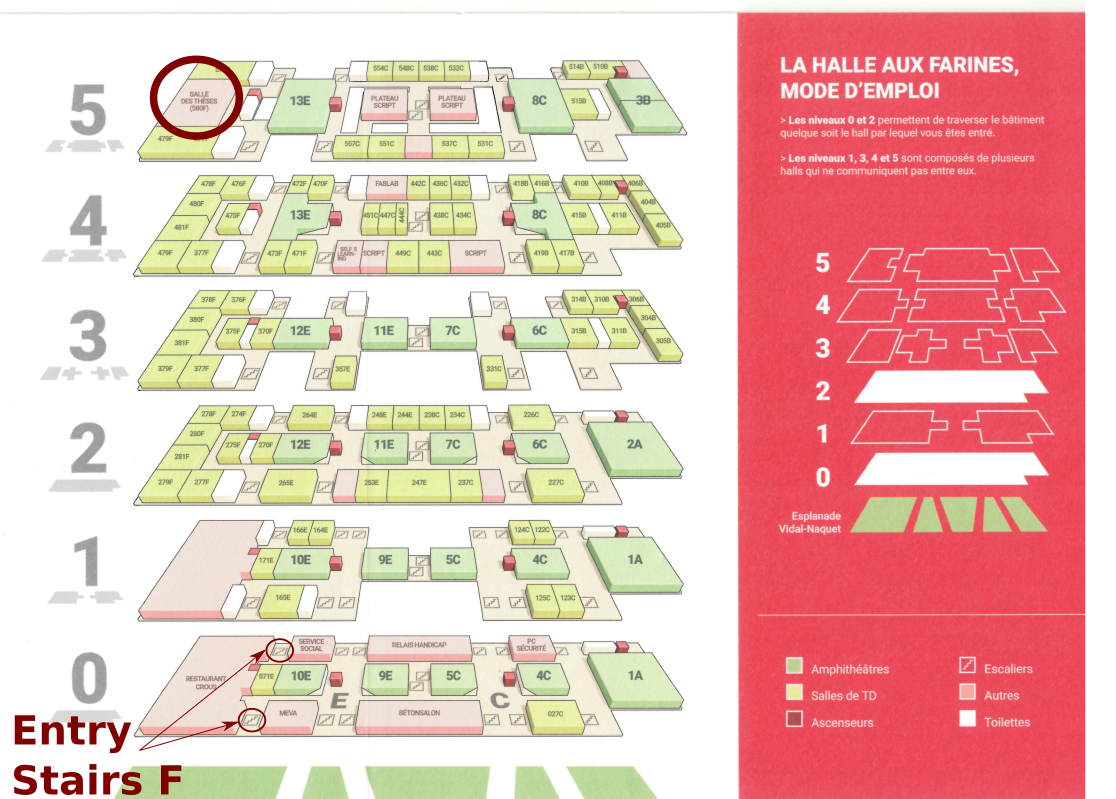 5
554C 548C 538C 532C
514B 510B
SALLE
DES THÈSES
(580F)
13E
PLATEAU
SCRIPT
PLATEAU
SCRIPT
8C
515B
3B
479F
557C 551C 537C 531C
4
478F 476F
472F 470F
FABLAB 442C 436C 432C
418B 416B
410B 408B 406B
480F
475F
13E
451C 447C 444C
438C 434C
8C
415B 411B
404B
481F
405B
479F 377F
473F 471F
SELF
LEARN-
ING
SCRIPT 449C 443C SCRIPT
419B 417B
3
378F 376F
314B 310B 306B
380F
375F 370F
12E
11E
7C
6C
315B 311B
304B
381F
305B
379F 377F
357E
331C
2
278F 274F
264E
248E 244E 238C 234C
226C
280F
275F 270F
12E
11E
7C
6C
2A
281F
279F 277F
265E
253E 247E 237C
227C
1
166E 164E
124C 122C
171E
10E
9E
5C
4C
1A
165E
125C 123C
0
SERVICE
SOCIAL
RELAIS HANDICAP
PC
SÉCURITÉ
RESTAURANT
CROUS
071E
10E
9E
5C
4C
1A
E
C
MEVA
BÉTONSALON
027C
Entry
Stairs F
LA HALLE AUX FARINES,
MODE D'EMPLOI
> Les niveaux 0 et 2 permettent de traverser le bâtiment
quelque soit le hall par lequel vous êtes entré.
> Les niveaux 1, 3, 4 et 5 sont composés de plusieurs
halls qui ne communiquent pas entre eux.
5
4
3
2
1
0
Esplanade
Vidal-Naquet
Amphithéâtres
Escaliers
Salles de TD
Autres
Ascenseurs
Toilettes